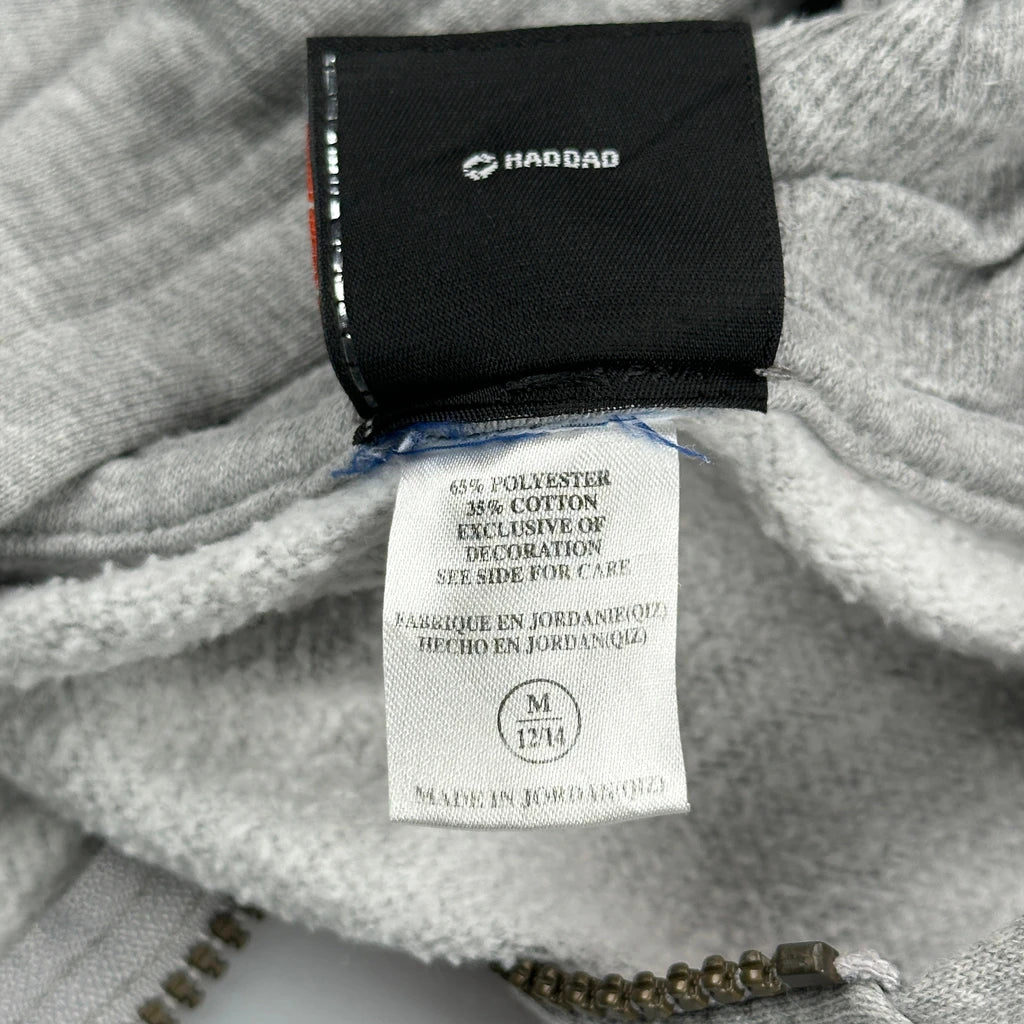 HADDAD
65% POLYESTER
35% COTTON
EXCLUSIVE OF
DECORATION
SEE SIDE FOR CARE
FABRIQUE EN JORDANIE(QIZ)
HECHO EN JORDAN(QIZ)
M
12/14
MADE IN JORDAN(QIZ)